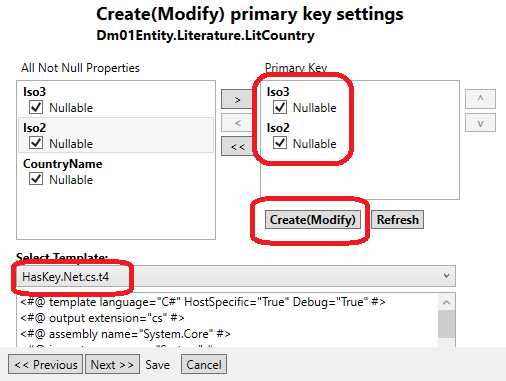 Create(Modify) primary key settings
Dm01Entity.Literature.LitCountry
All Not Null Properties
Primary Key
Iso3
Nullable
Iso2
Nullable
CountryName
Nullable
>
<
<<
Iso3
Nullable
Iso2
Nullable
^
v
Create(Modify) Refresh
Select Template:
HasKey.Net.cs.t4
<#@ template language="C#" HostSpecific="True" Debug="True" #>
<#@ output extension="cs" #>
<#@ assembly name="System.Core" #>
<< Previous Next >> Save Cancel